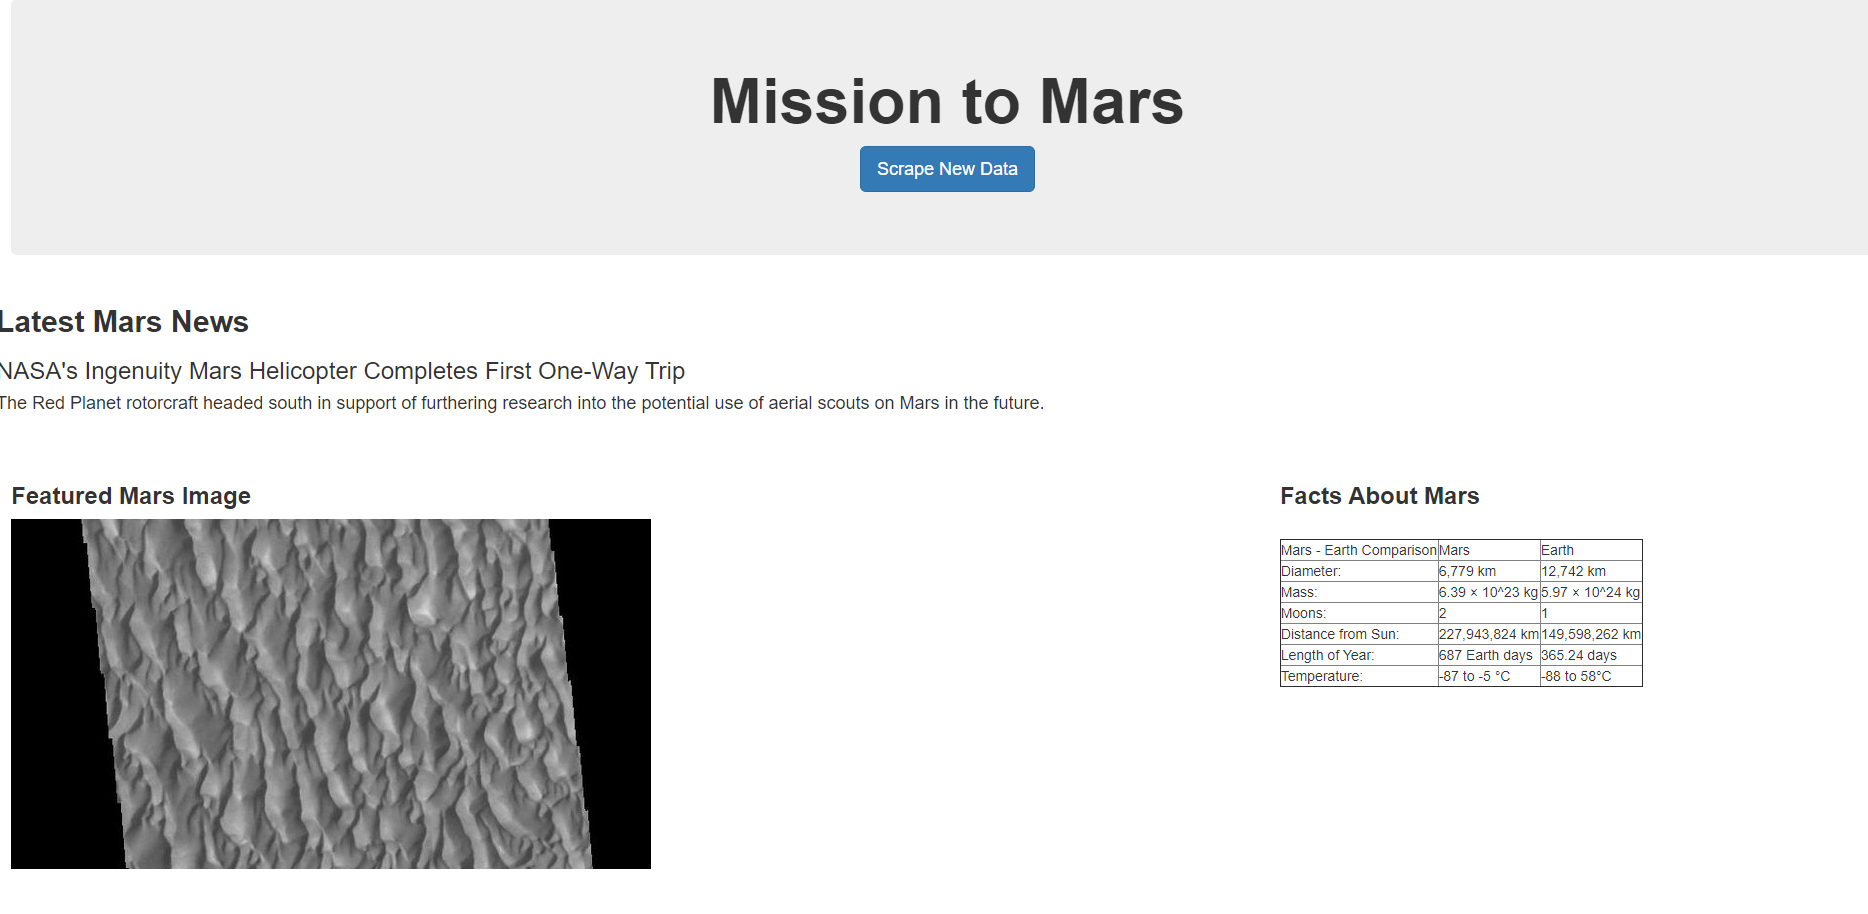 Mission to Mars
Scrape New Data
Latest Mars News
NASA's Ingenuity Mars Helicopter Completes First One-Way Trip
The Red Planet rotorcraft headed south in support of furthering research into the potential use of aerial scouts on Mars in the future.
Featured Mars Image
Facts About Mars
Mars - Earth Comparison Mars Earth
Diameter: 6,779 km 12,742 km
Mass: 6.39 × 10^23 kg 5.97 × 10^24 kg
Moons: 2 1
Distance from Sun: 227,943,824 km 149,598,262 km
Length of Year: 687 Earth days 365.24 days
Temperature: -87 to -5 °C -88 to 58°C